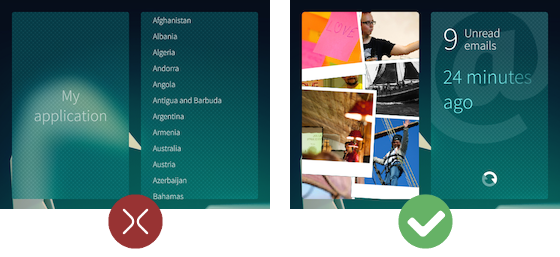 My
application
Afghanistan
Albania
Algeria
Andorra
Angola
Antigua and Barbuda
Argentina
Armenia
Australia
Austria
Azerbaijan
Bahamas
LOVE
9 Unread
emails
24 minutes
ago
@